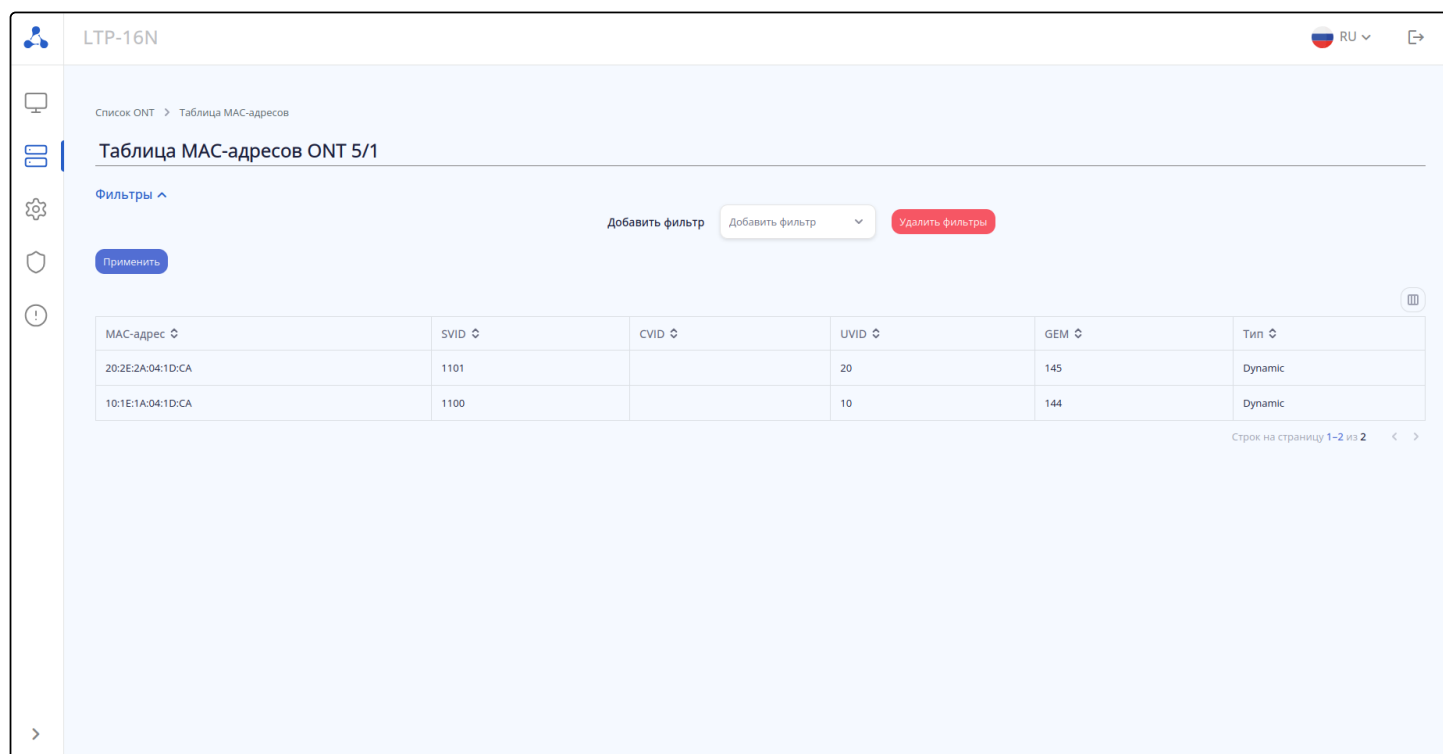 LTP-16N
RU
Список ONT > Таблица MAC-адресов
Таблица MAC-адресов ONT 5/1
Фильтры
Добавить фильтр Добавить фильтр Удалить фильтры
Применить
MAC-адрес SVID CVID UVID GEM Тип
20:2E:2A:04:1D:CA 1101 20 145 Dynamic
10:1E:1A:04:1D:CA 1100 10 144 Dynamic
Строк на страницу 1–2 из 2